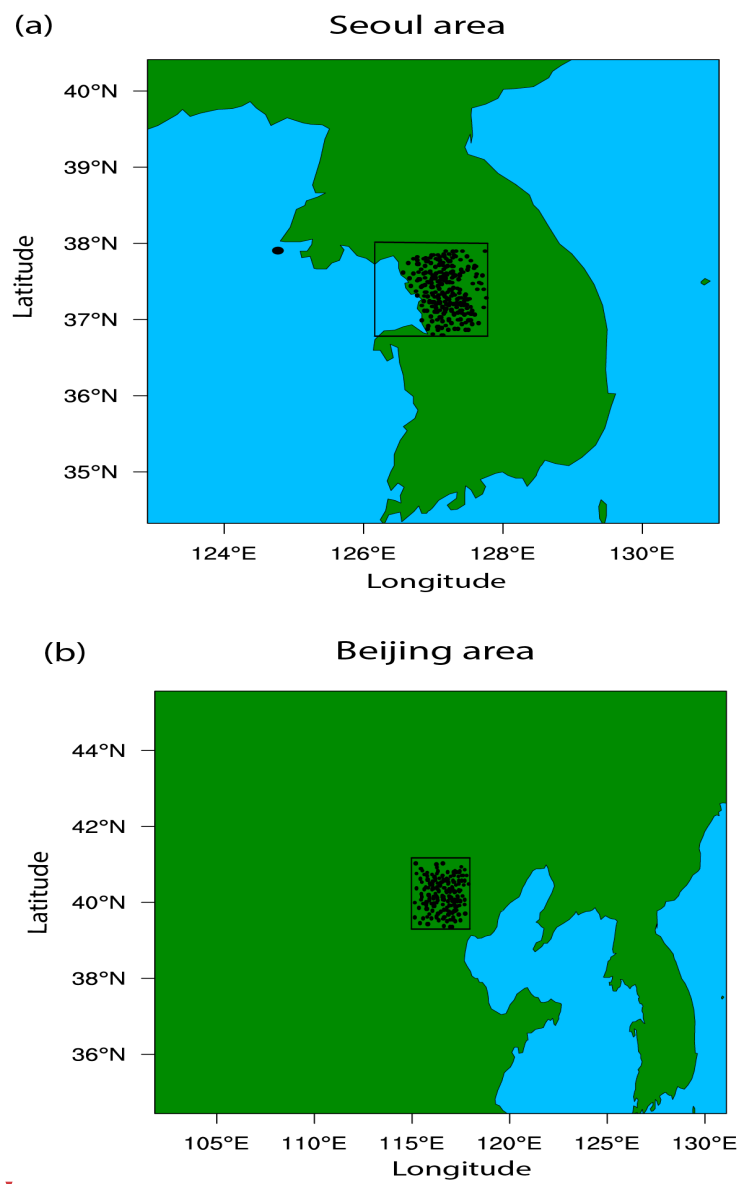 (a) Seoul area
40°N
39°N
38°N
37°N
36°N
35°N
Latitude
124°E 126°E 128°E 130°E
Longitude
(b) Beijing area
44°N
42°N
40°N
38°N
36°N
Latitude
105°E 110°E 115°E 120°E 125°E 130°E
Longitude